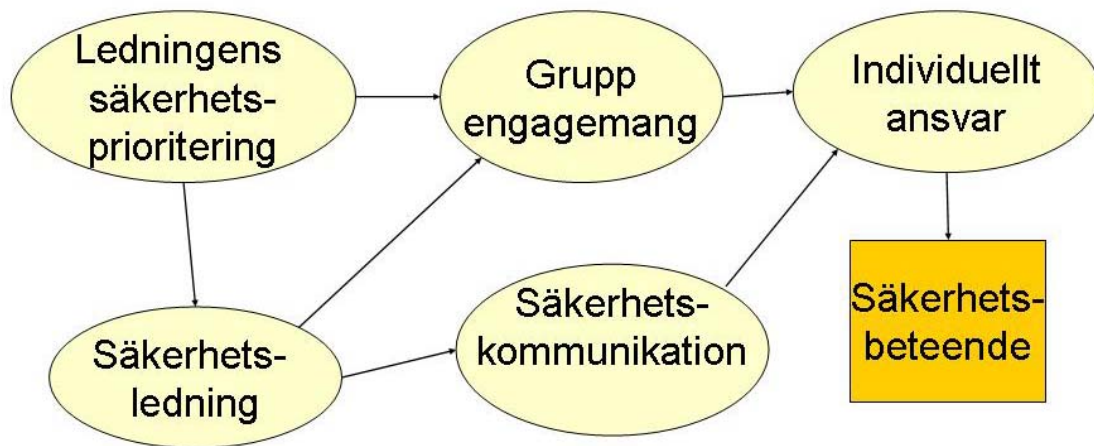 Ledningens
säkerhets-
prioritering
Grupp
engagemang
Individuellt
ansvar
Säkerhets-
ledning
Säkerhets-
kommunikation
Säkerhets-
beteende